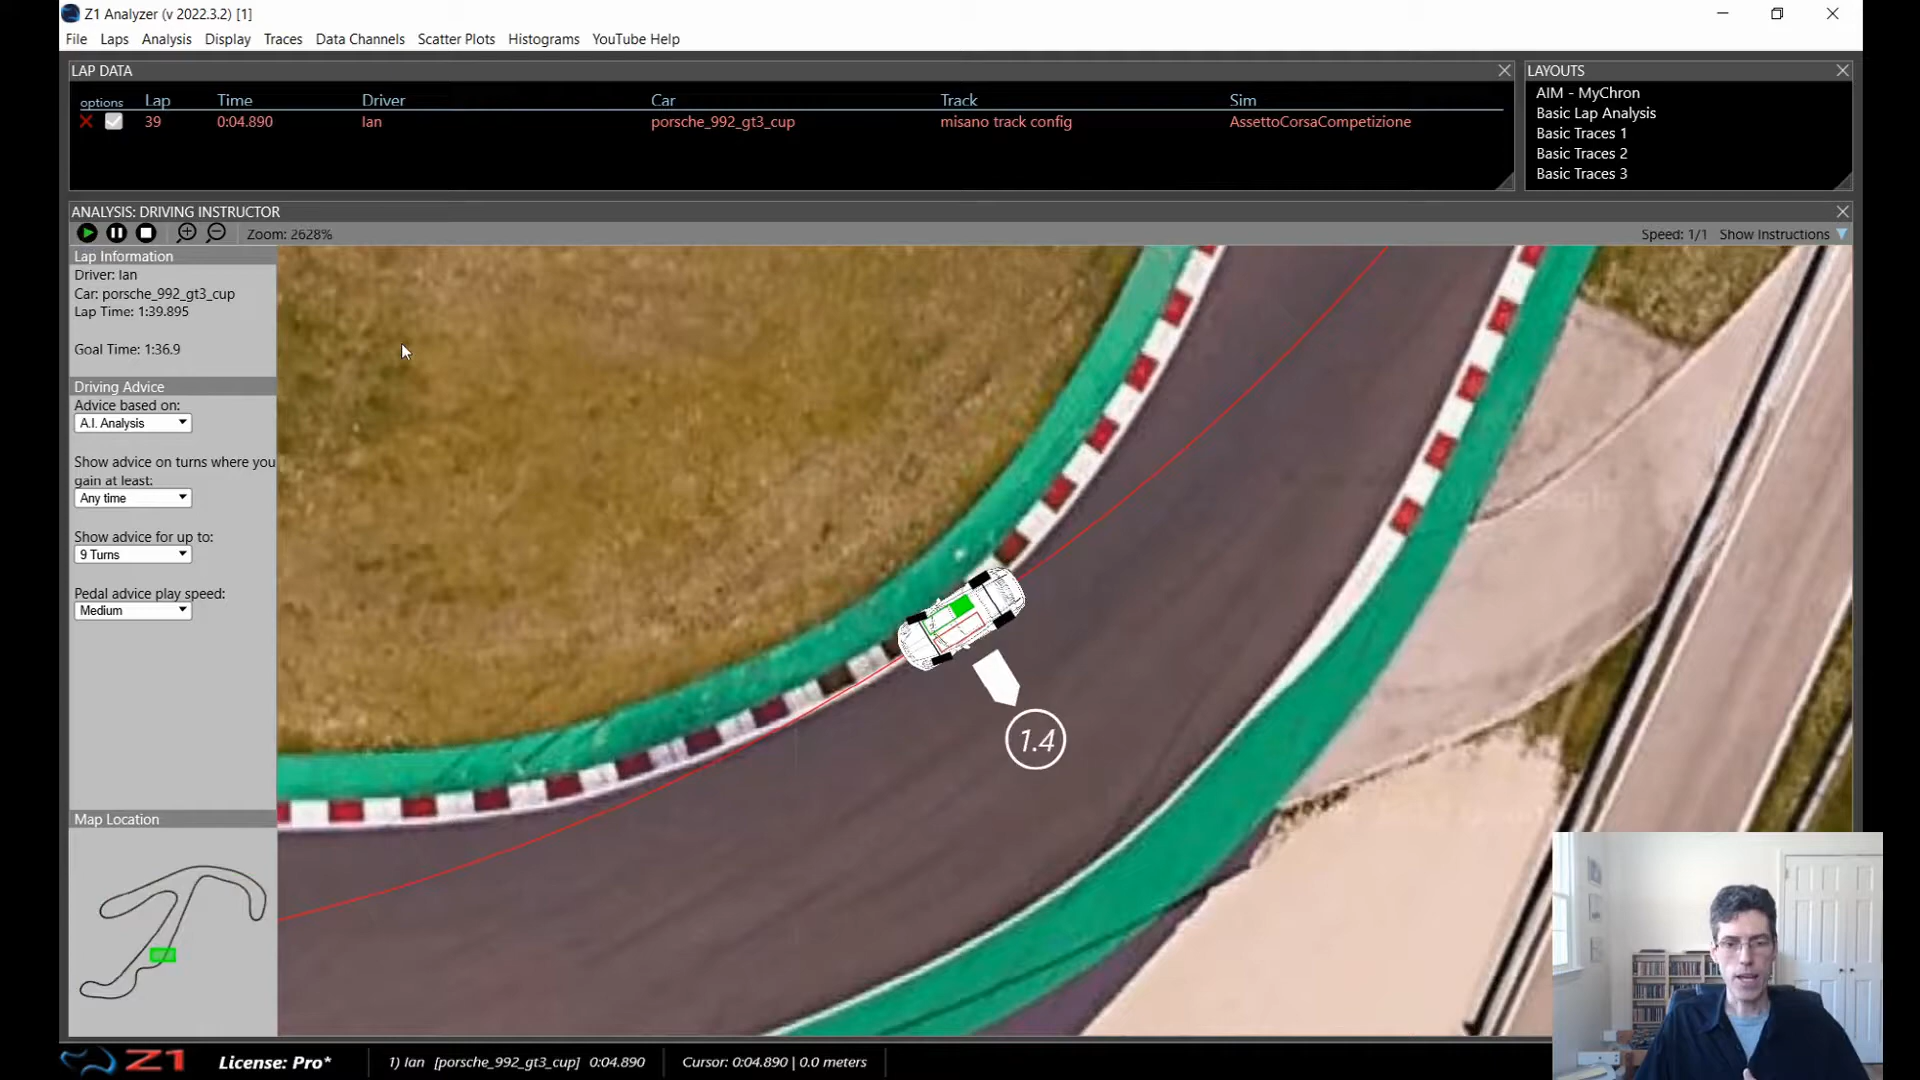 Z1 Analyzer (v 2022.3.2) [1]
File Laps Analysis Display Traces Data Channels Scatter Plots Histograms YouTube Help
LAP DATA
options Lap Time Driver Car Track Sim
39 0:04.890 Ian porsche_992_gt3_cup misano track config AssettoCorsaCompetizione
LAYOUTS
AIM - MyChron
Basic Lap Analysis
Basic Traces 1
Basic Traces 2
Basic Traces 3
ANALYSIS: DRIVING INSTRUCTOR
Zoom: 2628% Speed: 1/1 Show Instructions
Lap Information
Driver: Ian
Car: porsche_992_gt3_cup
Lap Time: 1:39.895
Goal Time: 1:36.9
Driving Advice
Advice based on:
A.I. Analysis
Show advice on turns where you
gain at least:
Any time
Show advice for up to:
9 Turns
Pedal advice play speed:
Medium
1.4
Map Location
Z1 License: Pro* 1) Ian [porsche_992_gt3_cup] 0:04.890 Cursor: 0:04.890 | 0.0 meters